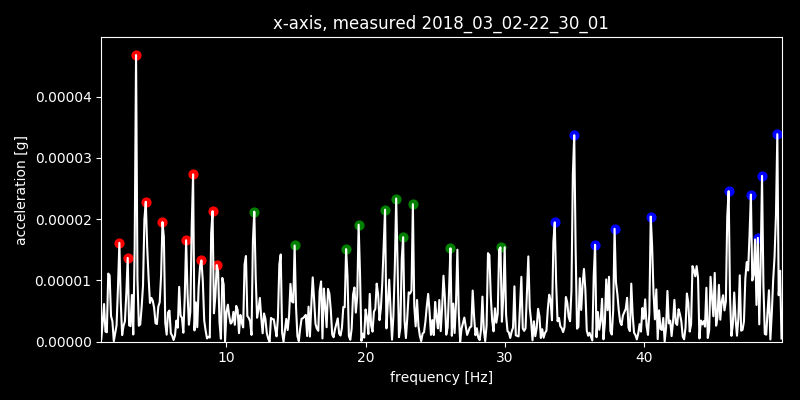 x-axis, measured 2018_03_02-22_30_01
acceleration [g]
0.00004
0.00003
0.00002
0.00001
0.00000
10 20 30 40
frequency [Hz]